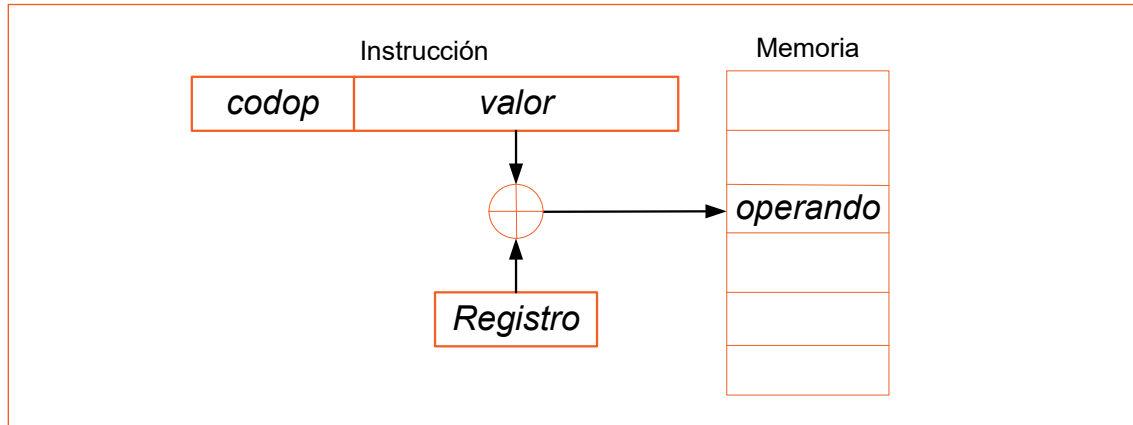 Instrucción
Memoria
codop
valor
operando
Registro